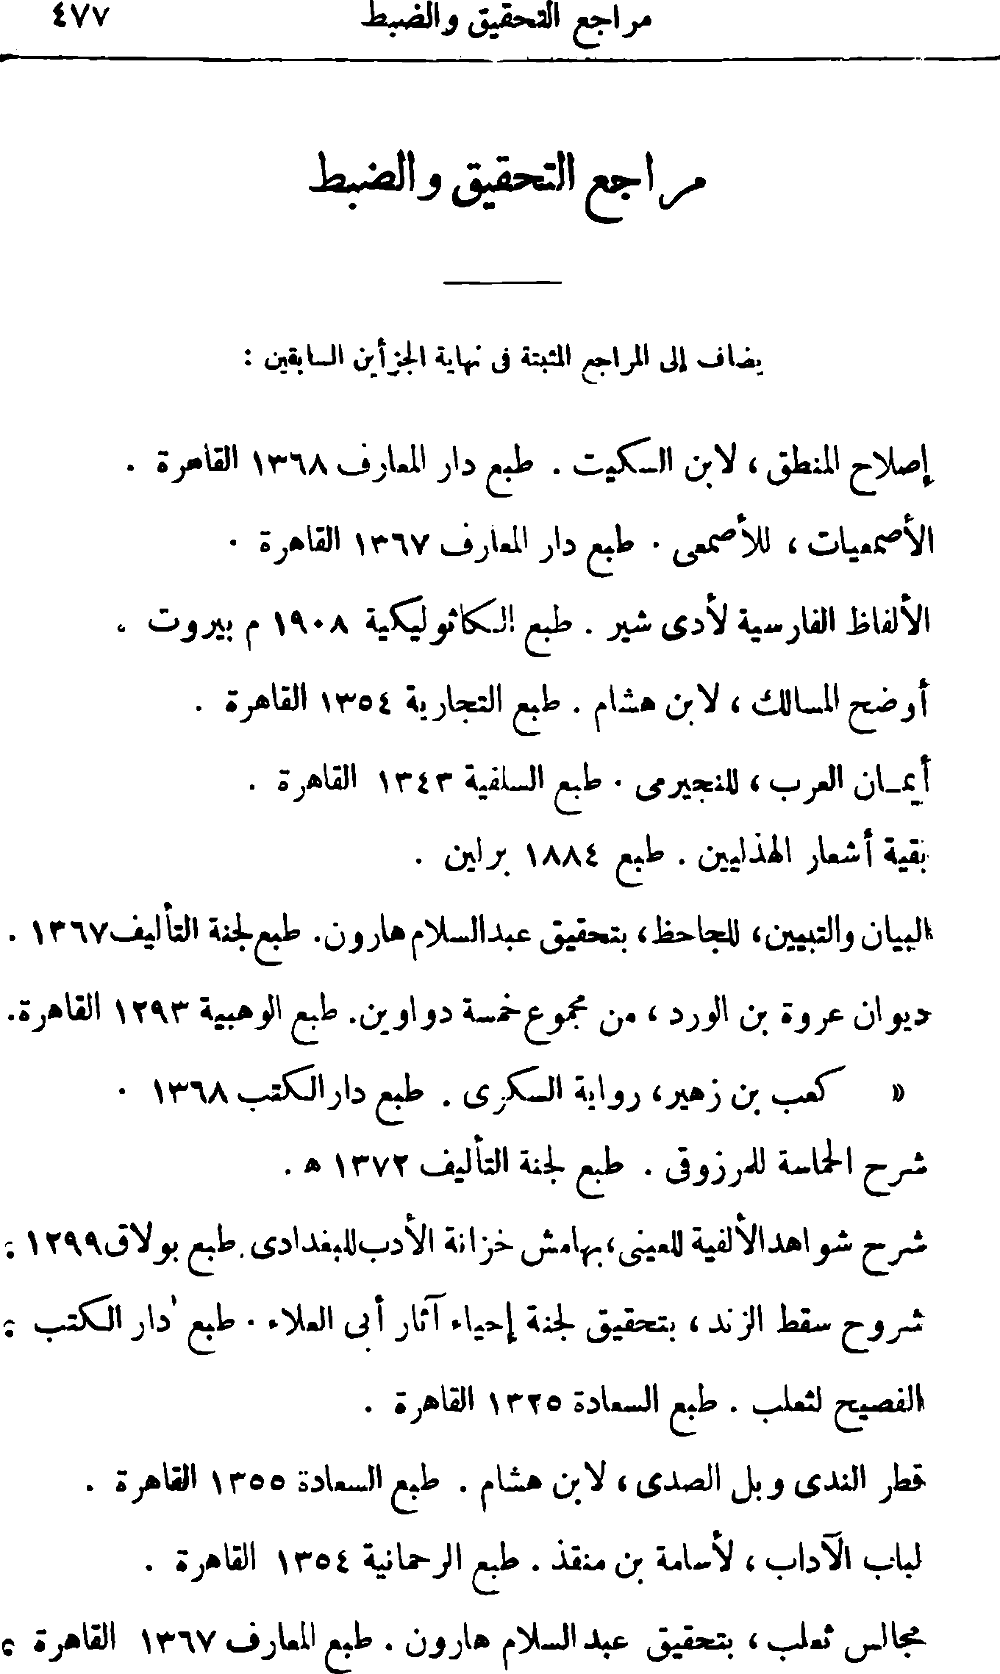 مراجع التحقيق والضبط ٤٧٧
مراجع التحقيق والضبط
يضاف إلى المراجع المثبتة فى نهاية الجزأين السابقين :
إصلاح المنطق ، لابن السكيت . طبع دار المعارف ١٣٦٨ القاهرة .
الأصمعيات ، للأصمعى . طبع دار المعارف ١٣٦٧ القاهرة .
الألفاظ الفارسية لأدى شير . طبع الكاثوليكية ١٩٠٨ م بيروت .
أوضح المسالك ، لابن هشام . طبع التجارية ١٣٥٤ القاهرة .
أيمـان العرب ، للنجيرمى . طبع السلفية ١٣٤٣ القاهرة .
بقية أشعار الهذليين . طبع ١٨٨٤ برلين .
البيان والتبيين، للجاحظ، بتحقيق عبدالسلام هارون. طبع لجنة التأليف ١٣٦٧ .
ديوان عروة بن الورد ، من مجموع خمسة دواوين. طبع الوهبية ١٢٩٣ القاهرة.
« كعب بن زهير، رواية السكرى . طبع دار الكتب ١٣٦٨ .
شرح الحماسة للمرزوقى . طبع لجنة التأليف ١٣٧٢ ه .
شرح شواهد الألفية للعينى، بهامش خزانة الأدب للبغدادى. طبع بولاق ١٢٩٩ .
شروح سقط الزند ، بتحقيق لجنة إحياء آثار أبى العلاء . طبع دار الكتب .
الفصيح لثعلب . طبع السعادة ١٣٢٥ القاهرة .
قطر الندى وبل الصدى ، لابن هشام . طبع السعادة ١٣٥٥ القاهرة .
لباب الآداب ، لأسامة بن منقذ . طبع الرحمانية ١٣٥٤ القاهرة .
مجالس ثعلب ، بتحقيق عبد السلام هارون . طبع المعارف ١٣٦٧ القاهرة .